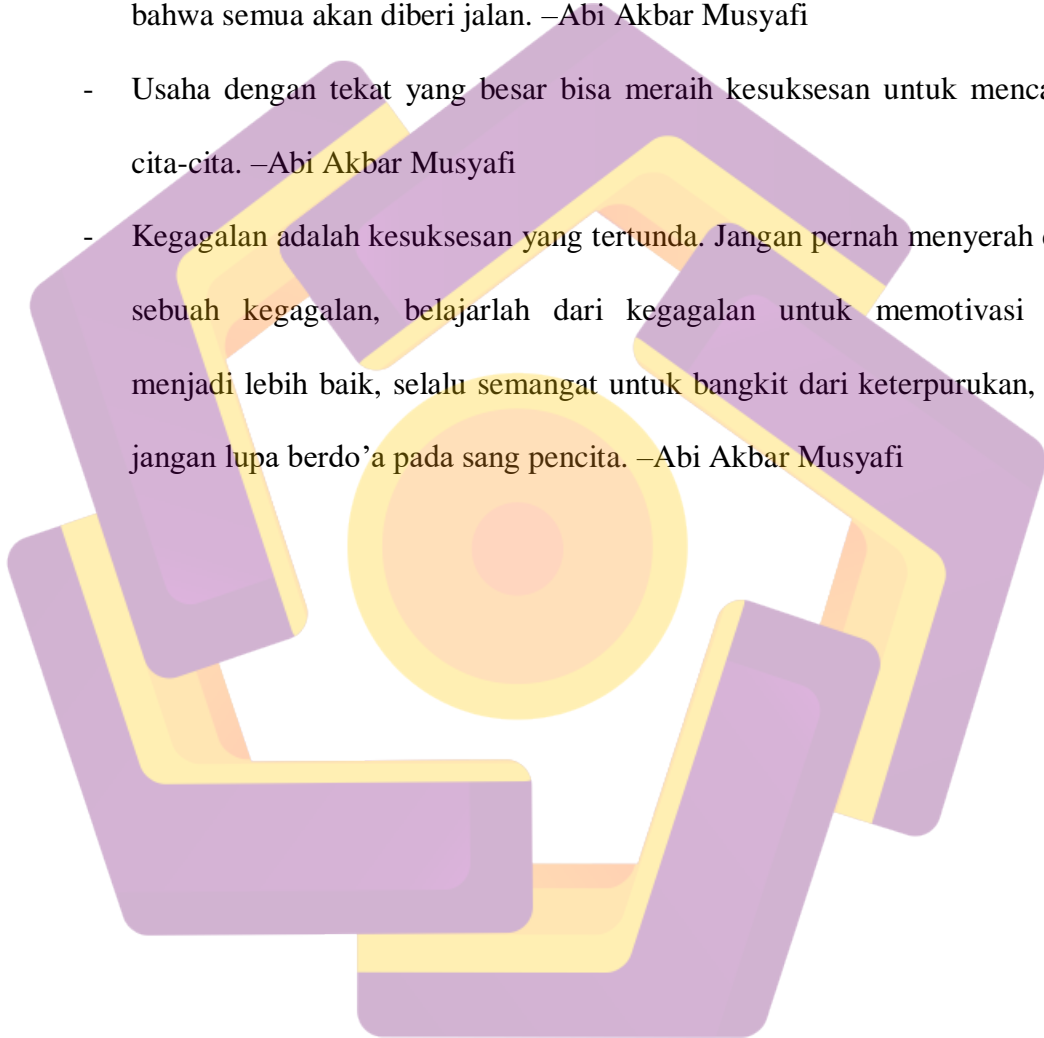 bahwa semua akan diberi jalan. –Abi Akbar Musyafi
- Usaha dengan tekat yang besar bisa meraih kesuksesan untuk
cita-cita. –Abi Akbar Musyafi
- Kegagalan adalah kesuksesan yang tertunda. Jangan pernah menyerah
sebuah kegagalan, belajarlah dari kegagalan untuk memotivasi
menjadi lebih baik, selalu semangat untuk bangkit dari keterpurukan,
jangan lupa berdo’a pada sang pencita. –Abi Akbar Musyafi